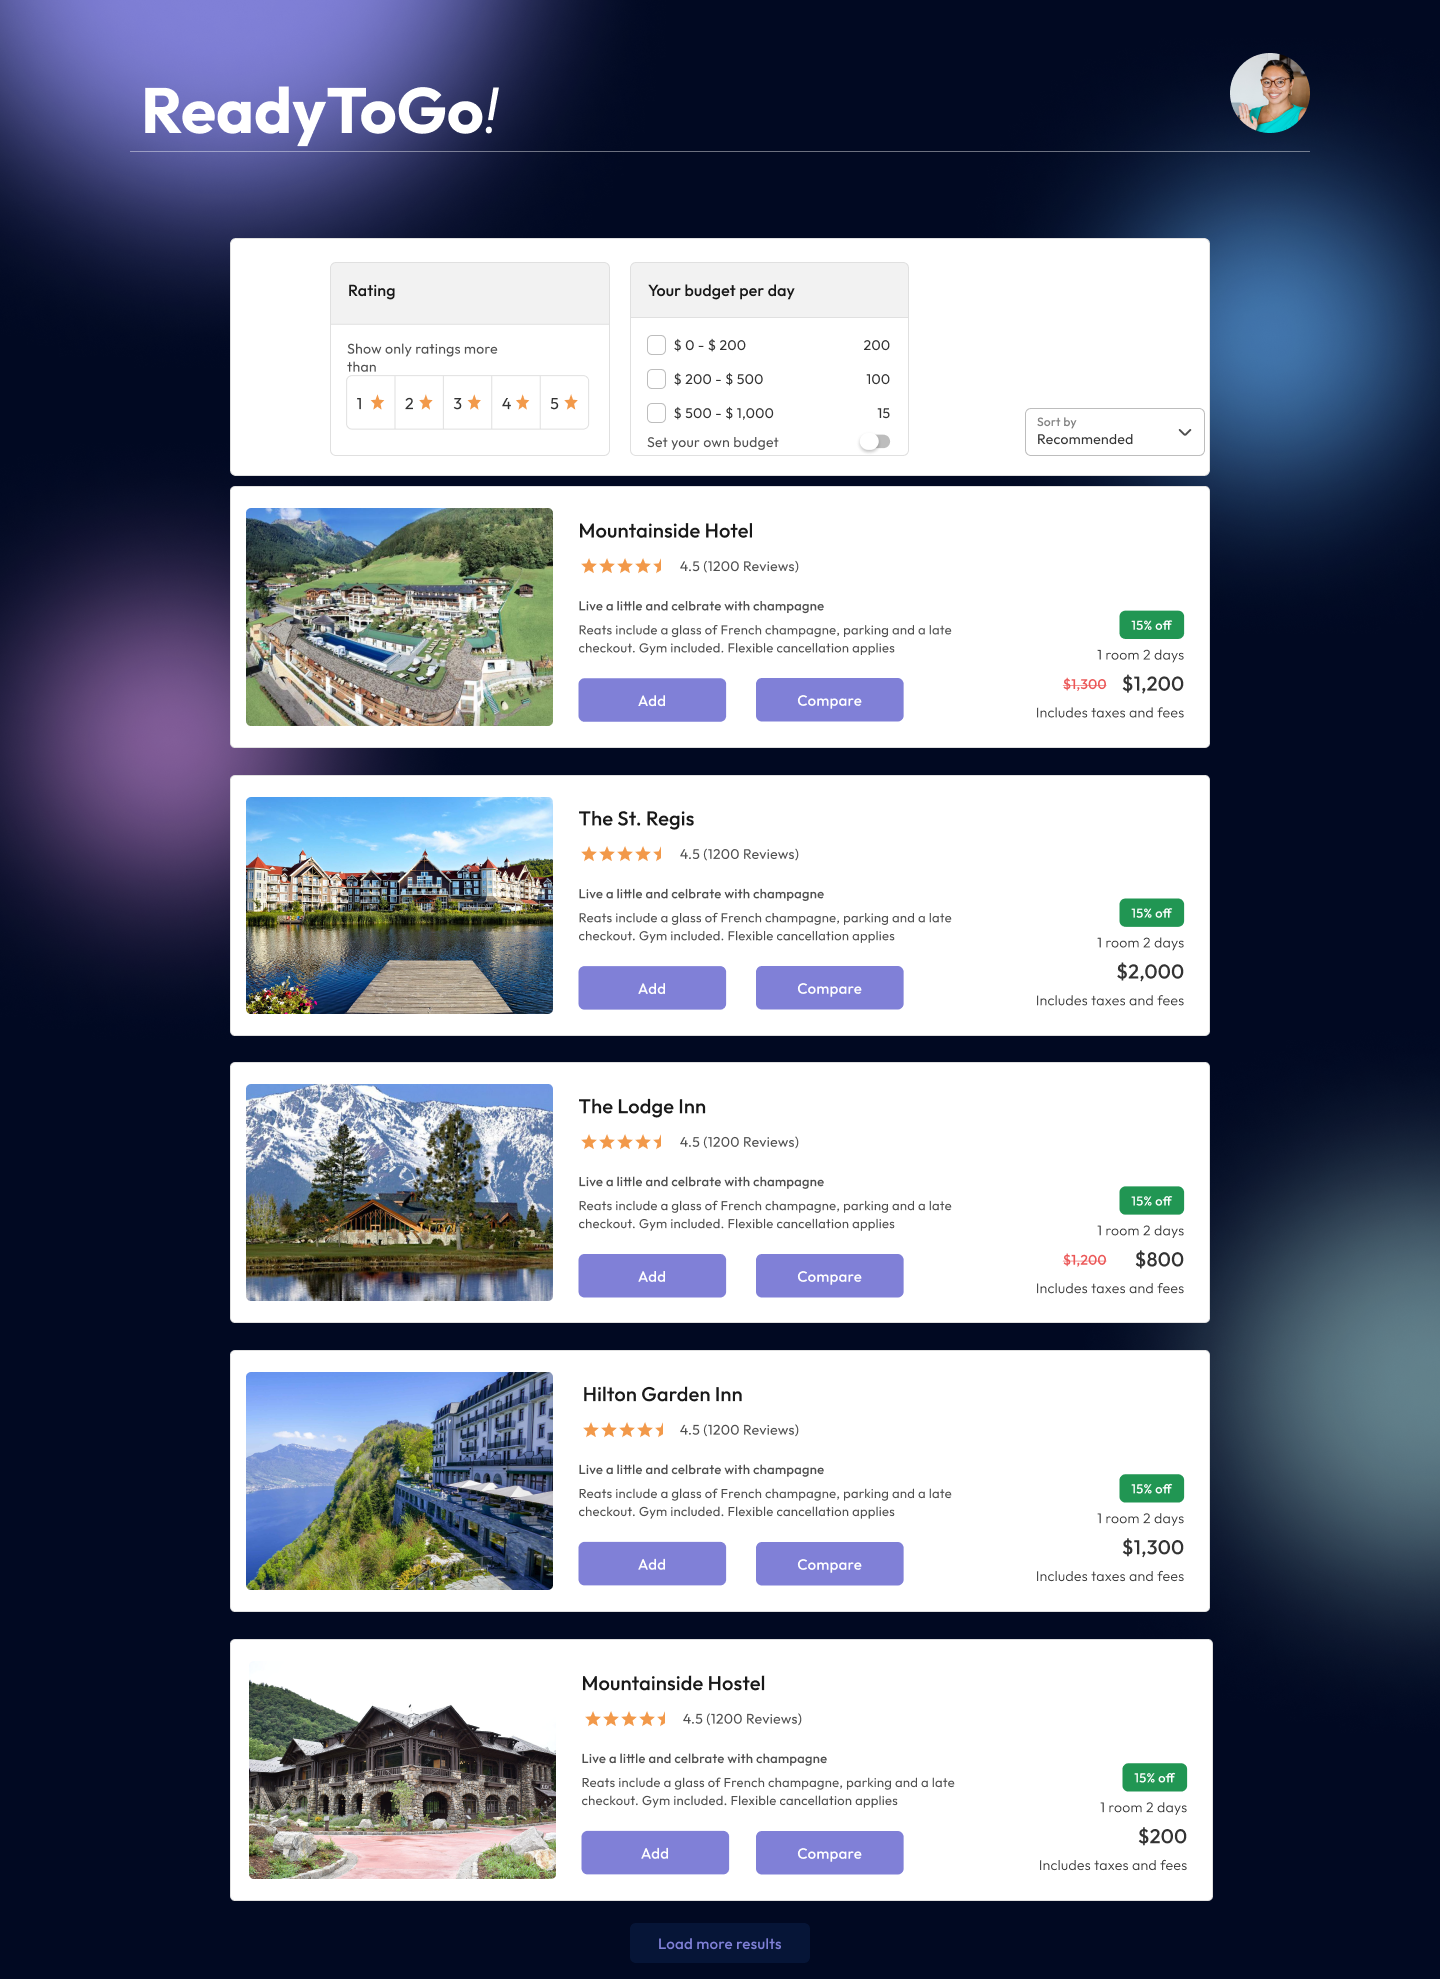 ReadyToGo!
Rating
Show only ratings more
than
1 2 3 4 5
Your budget per day
$ 0 - $ 200 200
$ 200 - $ 500 100
$ 500 - $ 1,000 15
Set your own budget
Sort by
Recommended
Mountainside Hotel
4.5 (1200 Reviews)
Live a little and celbrate with champagne
Reats include a glass of French champagne, parking and a late
checkout. Gym included. Flexible cancellation applies
Add Compare
15% off
1 room 2 days
$1,300 $1,200
Includes taxes and fees
The St. Regis
4.5 (1200 Reviews)
Live a little and celbrate with champagne
Reats include a glass of French champagne, parking and a late
checkout. Gym included. Flexible cancellation applies
Add Compare
15% off
1 room 2 days
$2,000
Includes taxes and fees
The Lodge Inn
4.5 (1200 Reviews)
Live a little and celbrate with champagne
Reats include a glass of French champagne, parking and a late
checkout. Gym included. Flexible cancellation applies
Add Compare
15% off
1 room 2 days
$1,200 $800
Includes taxes and fees
Hilton Garden Inn
4.5 (1200 Reviews)
Live a little and celbrate with champagne
Reats include a glass of French champagne, parking and a late
checkout. Gym included. Flexible cancellation applies
Add Compare
15% off
1 room 2 days
$1,300
Includes taxes and fees
Mountainside Hostel
4.5 (1200 Reviews)
Live a little and celbrate with champagne
Reats include a glass of French champagne, parking and a late
checkout. Gym included. Flexible cancellation applies
Add Compare
15% off
1 room 2 days
$200
Includes taxes and fees
Load more results